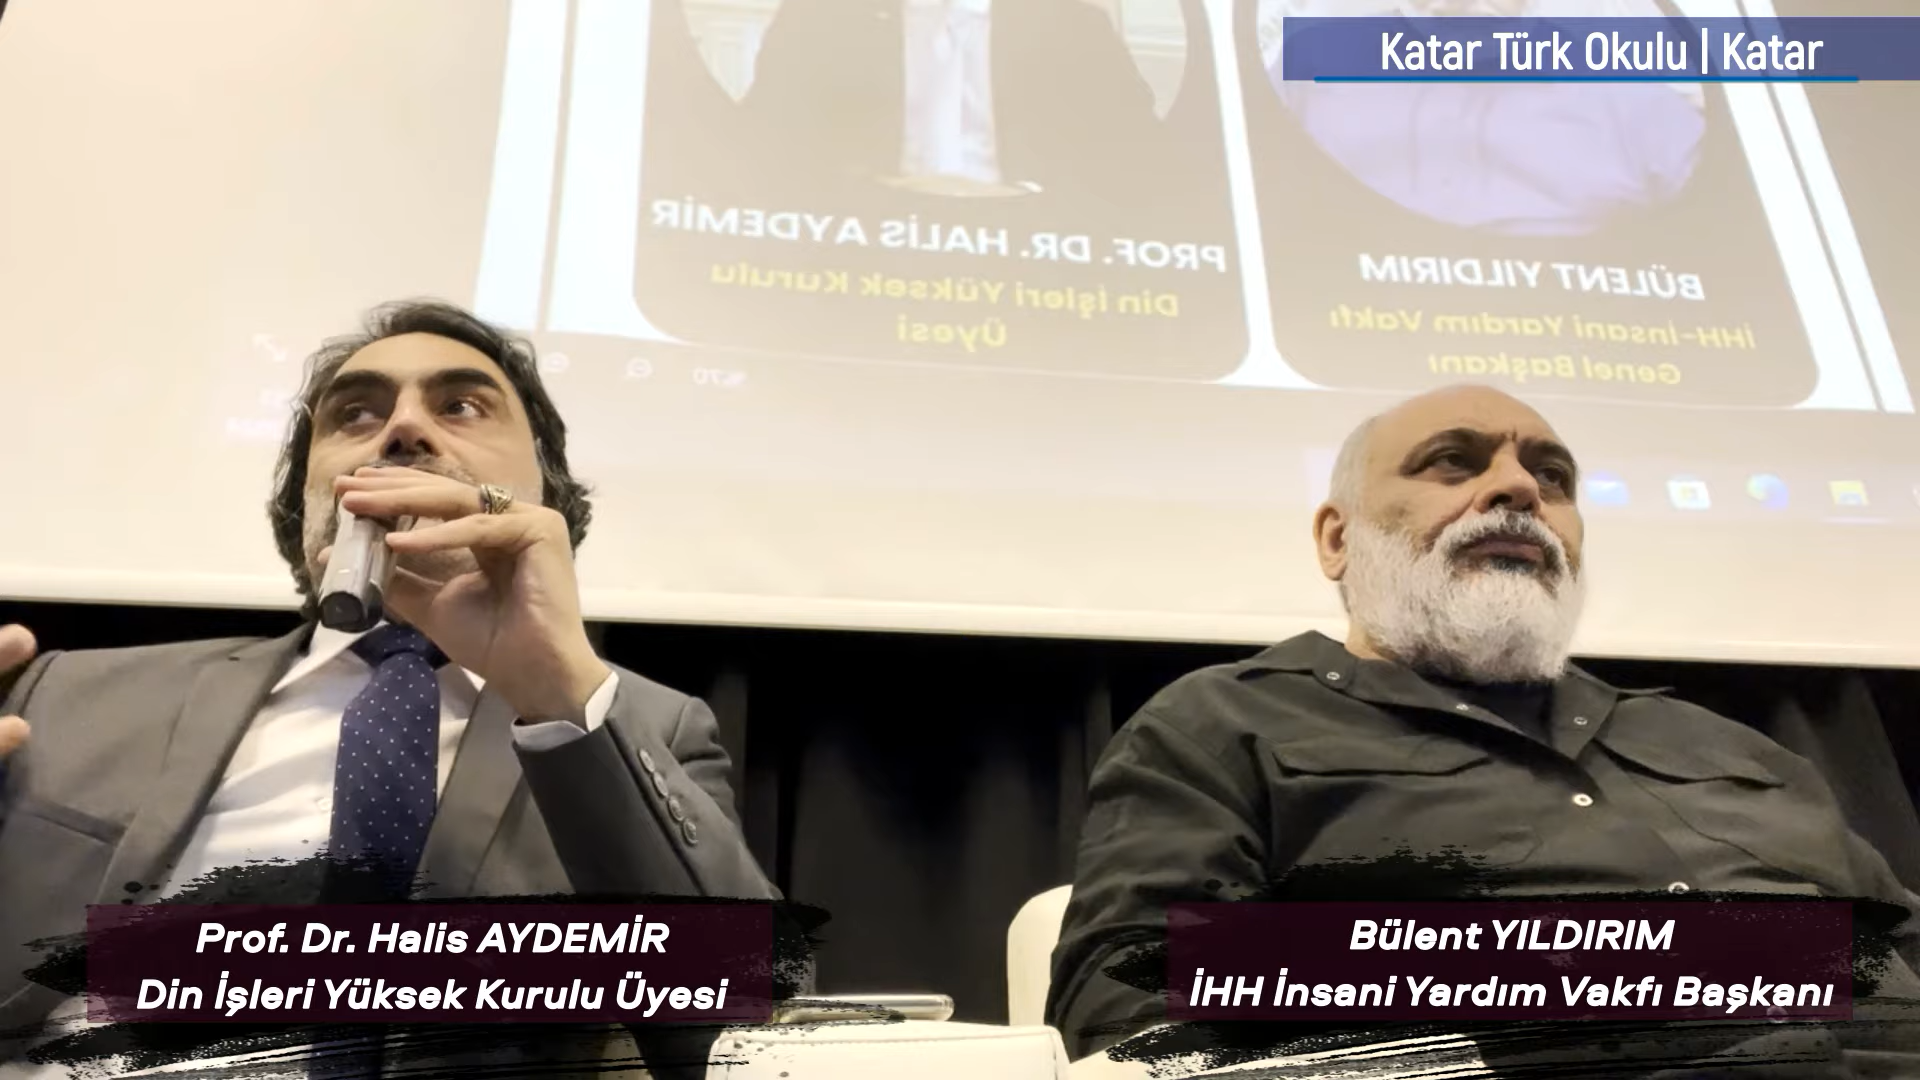 Katar Türk Okulu | Katar
PROF. DR. HALİS AYDEMİR
Din İşleri Yüksek Kurulu
Üyesi
BÜLENT YILDIRIM
İHH-İnsani Yardım Vakfı
Genel Başkanı
%70
Prof. Dr. Halis AYDEMİR
Din İşleri Yüksek Kurulu Üyesi
Bülent YILDIRIM
İHH İnsani Yardım Vakfı Başkanı